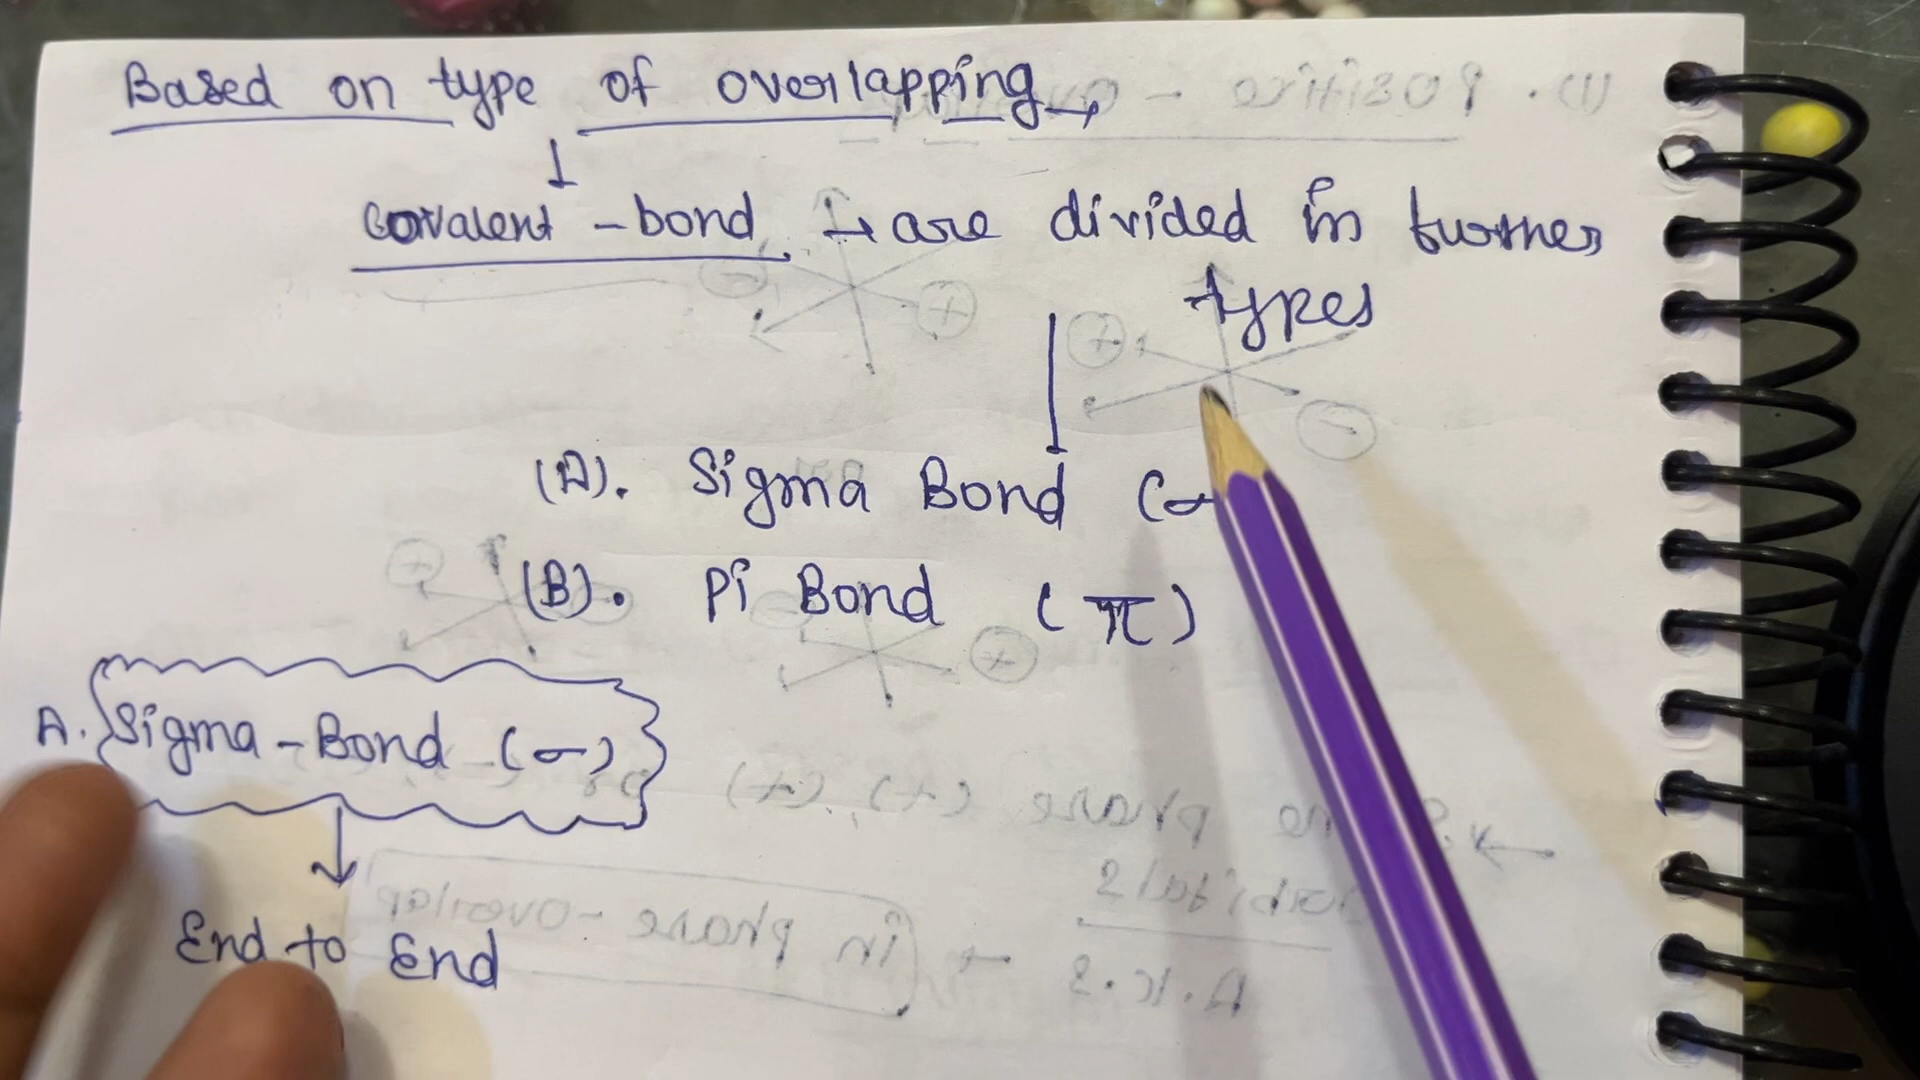 Based on type of overlapping →
↓
covalent - bond ↦ are divided in further
types
(A). Sigma Bond (σ
(B). Pi Bond (π)
A. Sigma - Bond (σ)
End to End